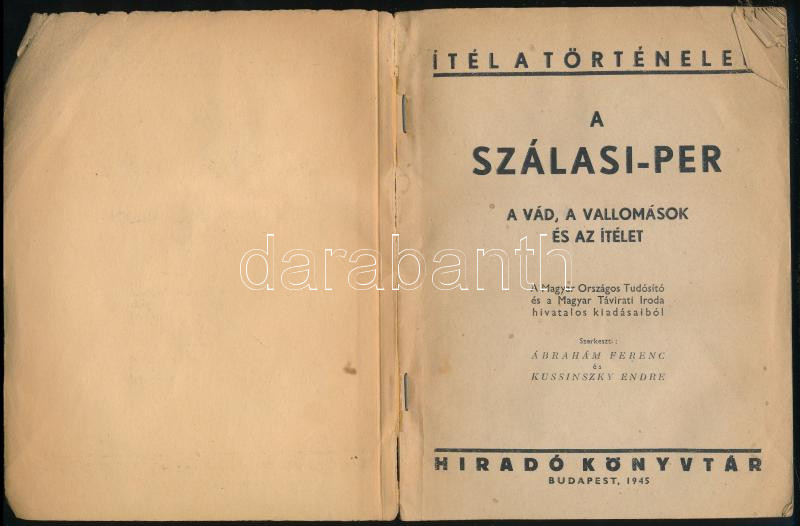 ÍTÉL A TÖRTÉNELE
A
SZÁLASI-PER
A VÁD, A VALLOMÁSOK
ÉS AZ ÍTÉLET
darabanth
A Magyar Országos Tudósító
és a Magyar Távirati Iroda
hivatalos kiadásaiból
Szerkeszti:
ÁBRAHÁM FERENC
és
KUSSINSZKY ENDRE
HIRADÓ KÖNYVTÁR
BUDAPEST, 1945